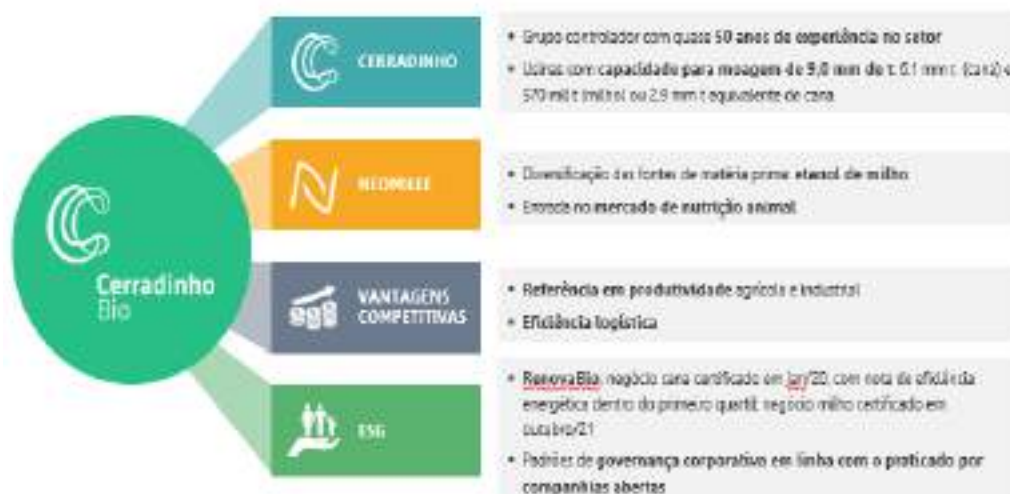 Cerradinho
Bio
CERRADINHO
• Grupo controlador com quase 50 anos de experiência no setor
• Usinas com capacidade para moagem de 9,0 mm de t: 6,1 mm t (cana) e
570 mil t (milho) ou 2,9 mm t equivalente de cana
NEOMILLE
• Diversificação das fontes de matéria prima: etanol de milho
• Entrada no mercado de nutrição animal
VANTAGENS
COMPETITIVAS
• Referência em produtividade agrícola e industrial
• Eficiência logística
ESG
• RenovaBio: negócio cana certificado em jan/20, com nota de eficiência
energética dentro do primeiro quartil; negócio milho certificado em
outubro/21
• Padrões de governança corporativa em linha com o praticado por
companhias abertas